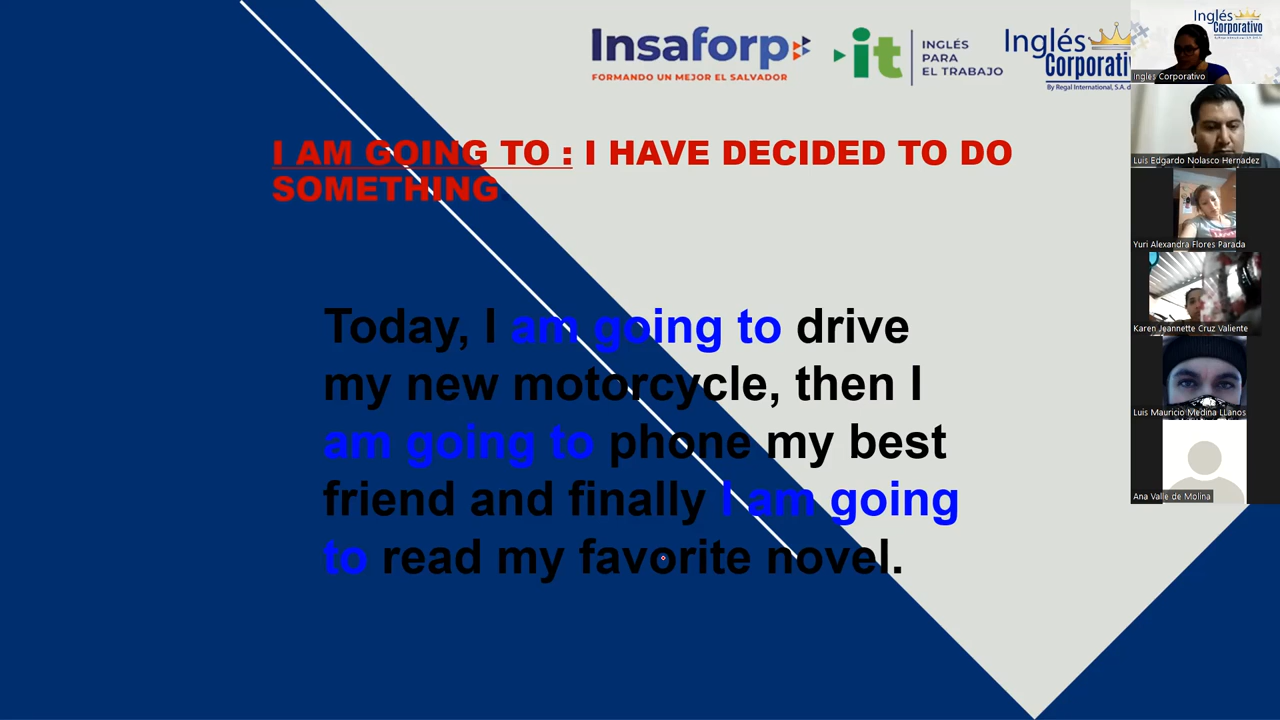 Insaforp
FORMANDO UN MEJOR EL SALVADOR
it
INGLÉS
PARA
EL TRABAJO
Inglés
Corporativ
By Regal International, S.A. d
I AM GOING TO : I HAVE DECIDED TO DO
SOMETHING
Today, I am going to drive
my new motorcycle, then I
am going to phone my best
friend and finally I am going
to read my favorite novel.
Inglés
Corporativo
Ingles Corporativo
Luis Edgardo Nolasco Hernadez
Yuri Alexandra Flores Parada
Karen Jeannette Cruz Valiente
Luis Mauricio Medina LLanos
Ana Valle de Molina